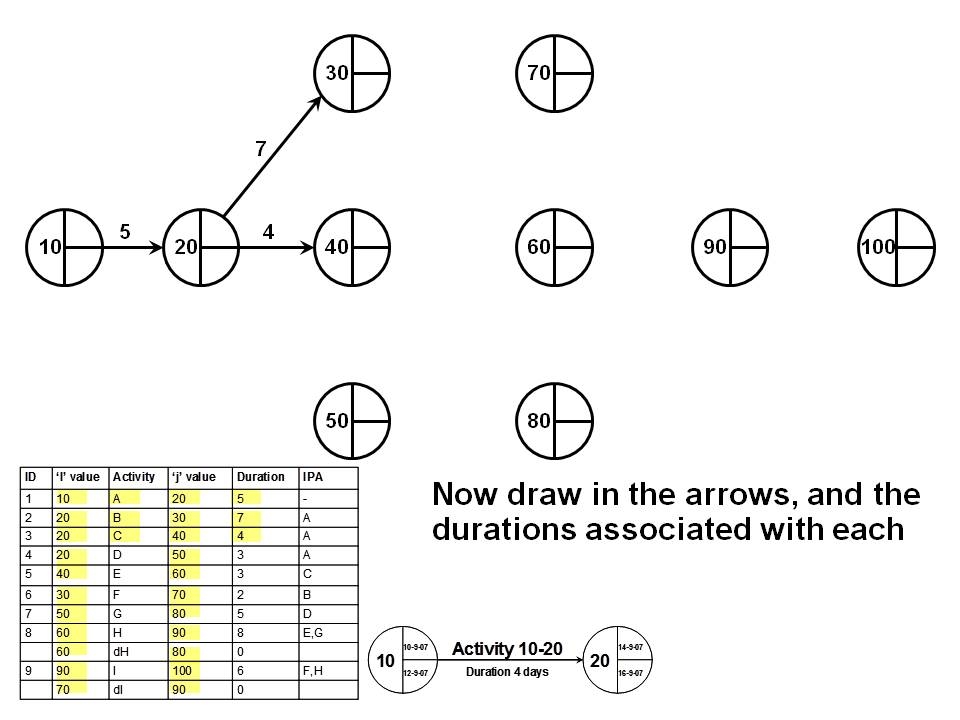 30
70
7
5
4
10
20
40
60
90
100
50
80
ID ‘I’ value Activity ‘j’ value Duration IPA
1 10 A 20 5 -
2 20 B 30 7 A
3 20 C 40 4 A
4 20 D 50 3 A
5 40 E 60 3 C
6 30 F 70 2 B
7 50 G 80 5 D
8 60 H 90 8 E,G
60 dH 80 0
9 90 I 100 6 F,H
70 dI 90 0
Now draw in the arrows, and the
durations associated with each
10
10-9-07
12-9-07
Activity 10-20
Duration 4 days
20
14-9-07
16-9-07